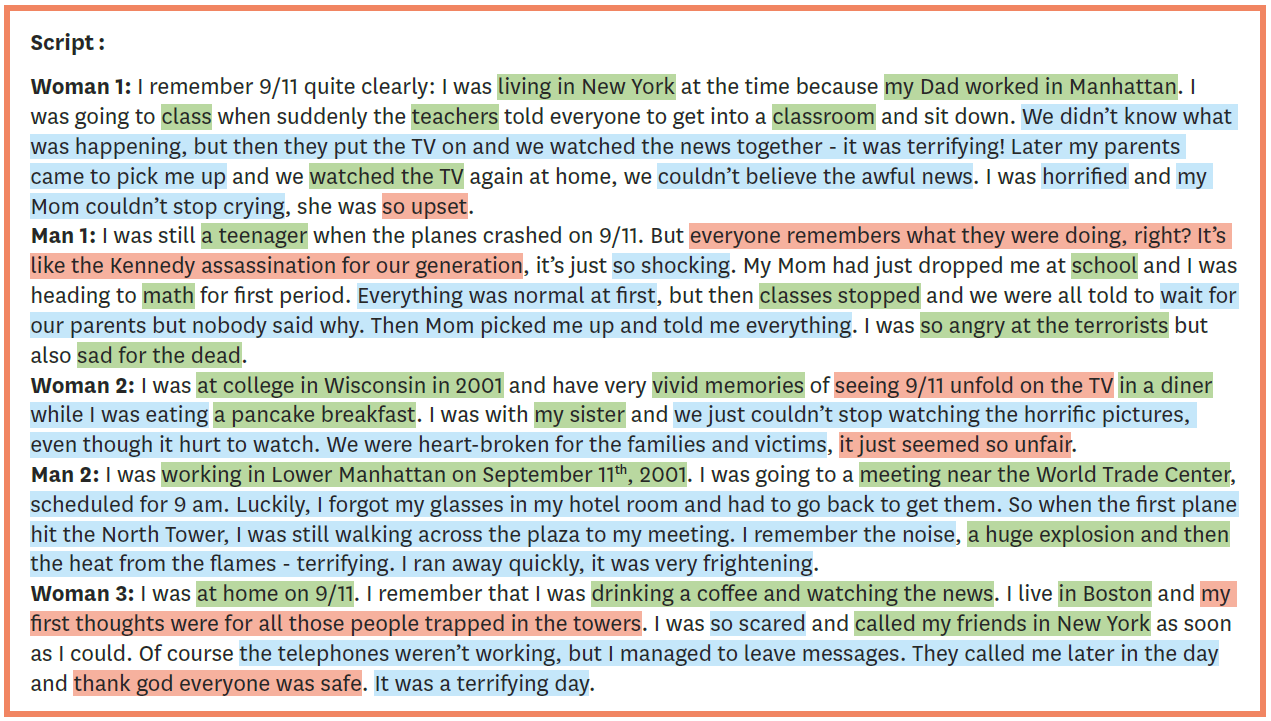 Script :
Woman 1: I remember 9/11 quite clearly: I was living in New York at the time because my Dad worked in Manhattan. I
was going to class when suddenly the teachers told everyone to get into a classroom and sit down. We didn’t know what
was happening, but then they put the TV on and we watched the news together - it was terrifying! Later my parents
came to pick me up and we watched the TV again at home, we couldn’t believe the awful news. I was horrified and my
Mom couldn’t stop crying, she was so upset.
Man 1: I was still a teenager when the planes crashed on 9/11. But everyone remembers what they were doing, right? It’s
like the Kennedy assassination for our generation, it’s just so shocking. My Mom had just dropped me at school and I was
heading to math for first period. Everything was normal at first, but then classes stopped and we were all told to wait for
our parents but nobody said why. Then Mom picked me up and told me everything. I was so angry at the terrorists but
also sad for the dead.
Woman 2: I was at college in Wisconsin in 2001 and have very vivid memories of seeing 9/11 unfold on the TV in a diner
while I was eating a pancake breakfast. I was with my sister and we just couldn’t stop watching the horrific pictures,
even though it hurt to watch. We were heart-broken for the families and victims, it just seemed so unfair.
Man 2: I was working in Lower Manhattan on September 11th, 2001. I was going to a meeting near the World Trade Center,
scheduled for 9 am. Luckily, I forgot my glasses in my hotel room and had to go back to get them. So when the first plane
hit the North Tower, I was still walking across the plaza to my meeting. I remember the noise, a huge explosion and then
the heat from the flames - terrifying. I ran away quickly, it was very frightening.
Woman 3: I was at home on 9/11. I remember that I was drinking a coffee and watching the news. I live in Boston and my
first thoughts were for all those people trapped in the towers. I was so scared and called my friends in New York as soon
as I could. Of course the telephones weren’t working, but I managed to leave messages. They called me later in the day
and thank god everyone was safe. It was a terrifying day.